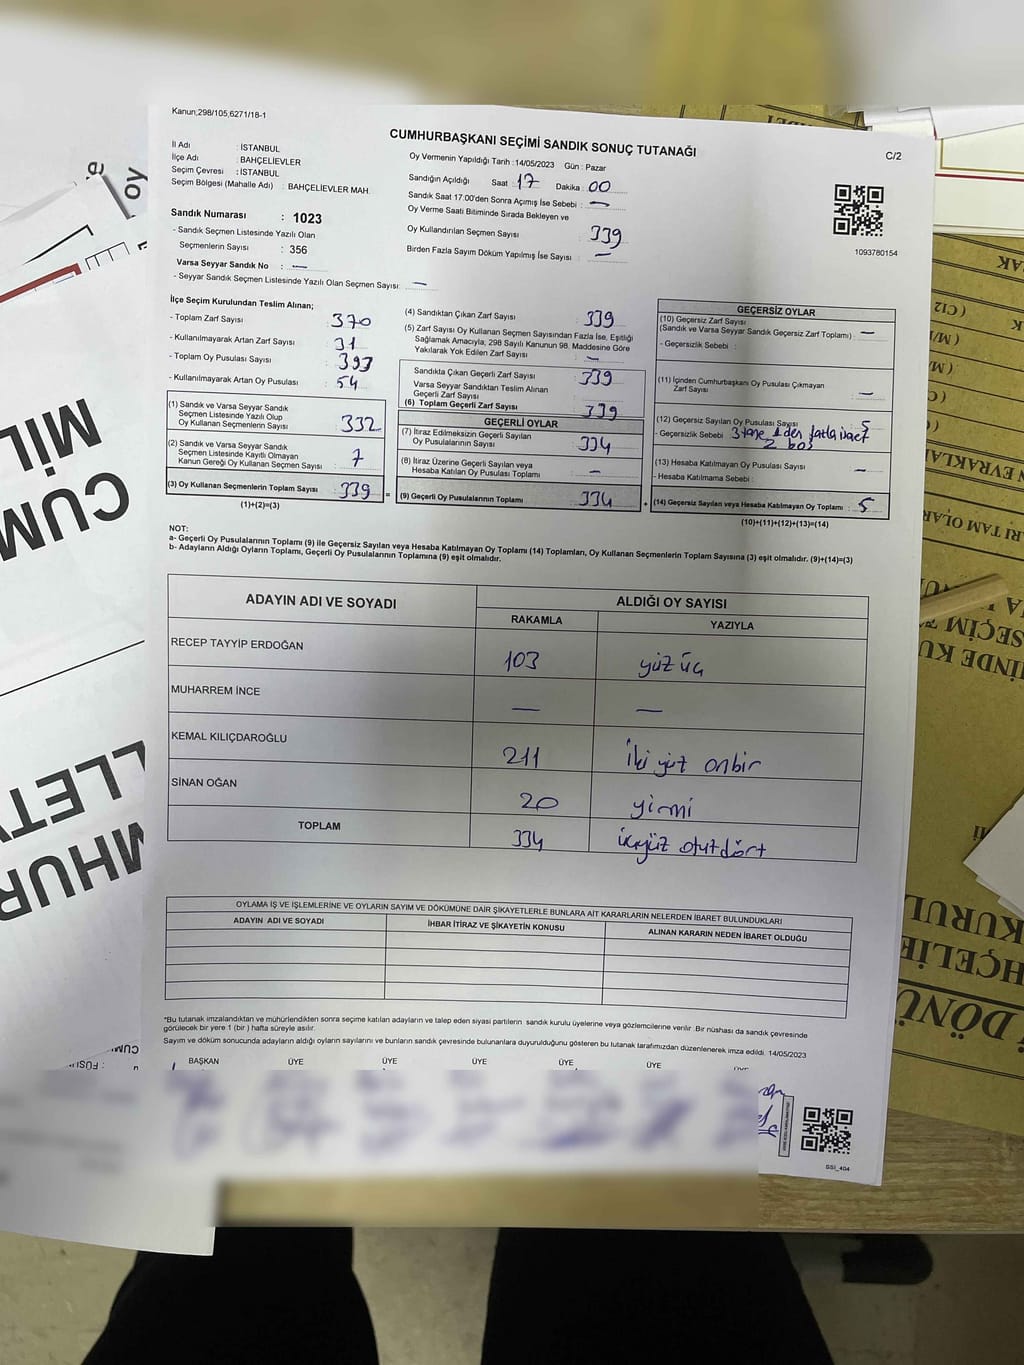 Kanun;298/105,6271/18-1
CUMHURBAŞKANI SEÇİMİ SANDIK SONUÇ TUTANAĞI
C/2
İl Adı : İSTANBUL
İlçe Adı : BAHÇELİEVLER
Seçim Çevresi : İSTANBUL
Seçim Bölgesi (Mahalle Adı) : BAHÇELİEVLER MAH.
Sandık Numarası : 1023
- Sandık Seçmen Listesinde Yazılı Olan
Seçmenlerin Sayısı : 356
Varsa Seyyar Sandık No : —
- Seyyar Sandık Seçmen Listesinde Yazılı Olan Seçmen Sayısı: —
Oy Vermenin Yapıldığı Tarih :14/05/2023 Gün : Pazar
Sandığın Açıldığı Saat 17 Dakika 00
Sandık Saat 17.00'den Sonra Açımış İse Sebebi : —
Oy Verme Saati Bitiminde Sırada Bekleyen ve
Oy Kullandırılan Seçmen Sayısı : 339
Birden Fazla Sayım Döküm Yapılmış İse Sayısı : —
1093780154
İlçe Seçim Kurulundan Teslim Alınan;
- Toplam Zarf Sayısı : 370
- Kullanılmayarak Artan Zarf Sayısı : 31
- Toplam Oy Pusulası Sayısı : 393
- Kullanılmayarak Artan Oy Pusulası : 54
(1) Sandık ve Varsa Seyyar Sandık
Seçmen Listesinde Yazılı Olup
Oy Kullanan Seçmenlerin Sayısı : 332
(2) Sandık ve Varsa Seyyar Sandık
Seçmen Listesinde Kayıtlı Olmayan
Kanun Gereği Oy Kullanan Seçmen Sayısı : 7
(3) Oy Kullanan Seçmenlerin Toplam Sayısı : 339 =
(1)+(2)=(3)
(4) Sandıktan Çıkan Zarf Sayısı : 339
(5) Zarf Sayısı Oy Kullanan Seçmen Sayısından Fazla İse, Eşitliği
Sağlamak Amacıyla, 298 Sayılı Kanunun 98. Maddesine Göre
Yakılarak Yok Edilen Zarf Sayısı : —
Sandıkta Çıkan Geçerli Zarf Sayısı : 339
Varsa Seyyar Sandıktan Teslim Alınan
Geçerli Zarf Sayısı :
(6) Toplam Geçerli Zarf Sayısı : 339
GEÇERLİ OYLAR
(7) İtiraz Edilmeksizin Geçerli Sayılan
Oy Pusulalarının Sayısı : 334
(8) İtiraz Üzerine Geçerli Sayılan veya
Hesaba Katılan Oy Pusulası Toplamı : —
(9) Geçerli Oy Pusulalarının Toplamı : 334 +
GEÇERSİZ OYLAR
(10) Geçersiz Zarf Sayısı
(Sandık ve Varsa Seyyar Sandık Geçersiz Zarf Toplamı) : —
- Geçersizlik Sebebi :
(11) İçinden Cumhurbaşkanı Oy Pusulası Çıkmayan
Zarf Sayısı : —
(12) Geçersiz Sayılan Oy Pusulası Sayısı : 5
- Geçersizlik Sebebi : 3 tane 1 den fazla
2 boş
(13) Hesaba Katılmayan Oy Pusulası Sayısı : —
- Hesaba Katılmama Sebebi :
(14) Geçersiz Sayılan veya Hesaba Katılmayan Oy Toplamı : 5
(10)+(11)+(12)+(13)=(14)
NOT:
a- Geçerli Oy Pusulalarının Toplamı (9) ile Geçersiz Sayılan veya Hesaba Katılmayan Oy Toplamı (14) Toplamları, Oy Kullanan Seçmenlerin Toplam Sayısına (3) eşit olmalıdır. (9)+(14)=(3)
b- Adayların Aldığı Oyların Toplamı, Geçerli Oy Pusulalarının Toplamına (9) eşit olmalıdır.
ADAYIN ADI VE SOYADI
ALDIĞI OY SAYISI
RAKAMLA YAZIYLA
RECEP TAYYİP ERDOĞAN 103 yüz üç
MUHARREM İNCE — —
KEMAL KILIÇDAROĞLU 211 İki yüz onbir
SİNAN OĞAN 20 yirmi
TOPLAM 334 üçyüz otutdört
OYLAMA İŞ VE İŞLEMLERİNE VE OYLARIN SAYIM VE DÖKÜMÜNE DAİR ŞİKAYETLERLE BUNLARA AİT KARARLARIN NELERDEN İBARET BULUNDUKLARI
ADAYIN ADI VE SOYADI İHBAR İTİRAZ VE ŞİKAYETİN KONUSU ALINAN KARARIN NEDEN İBARET OLDUĞU
*Bu tutanak imzalandıktan ve mühürlendikten sonra seçime katılan adayların ve talep eden siyasi partilerin sandık kurulu üyelerine veya gözlemcilerine verilir .Bir nüshası da sandık çevresinde
görülecek bir yere 1 (bir ) hafta süreyle asılır.
Sayım ve döküm sonucunda adayların aldığı oyların sayılarını ve bunların sandık çevresinde bulunanlara duyurulduğunu gösteren bu tutanak tarafımızdan düzenlenerek imza edildi. 14/05/2023
BAŞKAN ÜYE ÜYE ÜYE ÜYE ÜYE
SSİ_404
oy
MİL
CUM
LLETV
MHUR
DÖNÜ
HÇELİE
KURUL